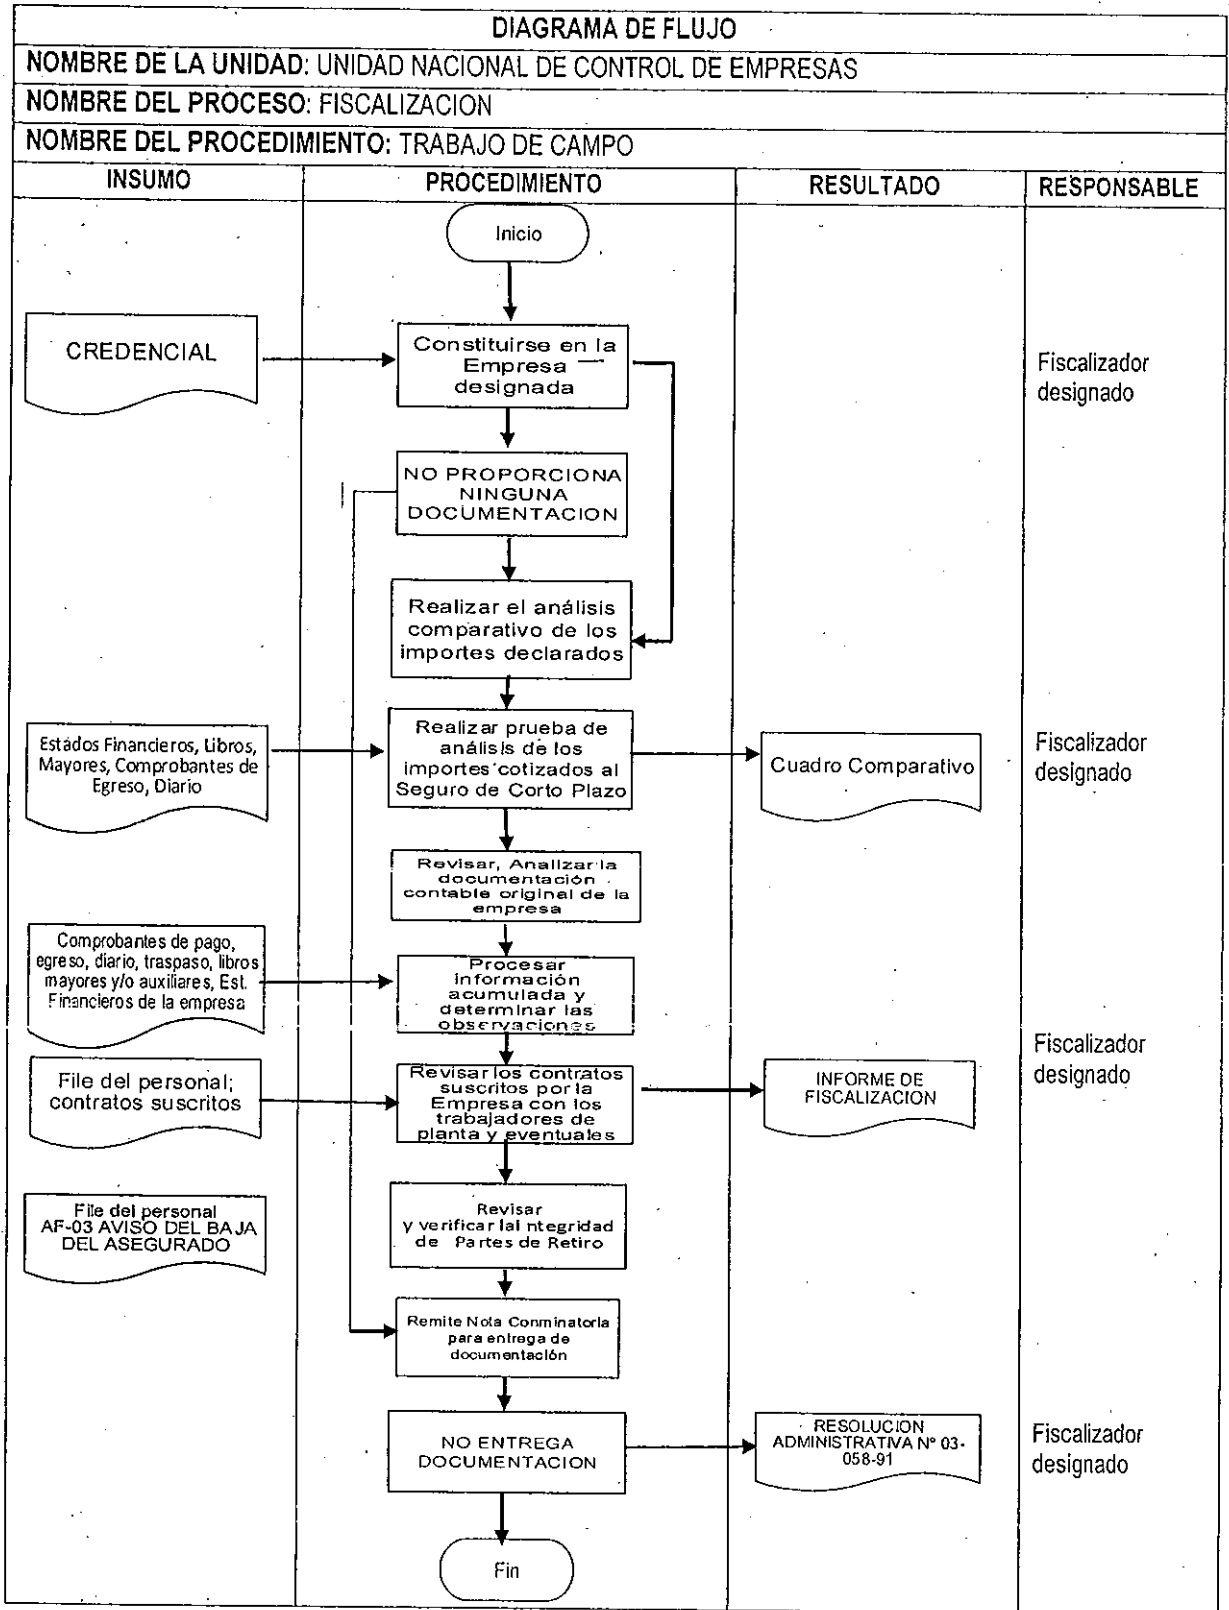 DIAGRAMA DE FLUJO
NOMBRE DE LA UNIDAD: UNIDAD NACIONAL DE CONTROL DE EMPRESAS
NOMBRE DEL PROCESO: FISCALIZACION
NOMBRE DEL PROCEDIMIENTO: TRABAJO DE CAMPO
INSUMO
PROCEDIMIENTO
RESULTADO
RESPONSABLE
Inicio
CREDENCIAL
Constituirse en la
Empresa
designada
Fiscalizador
designado
NO PROPORCIONA
NINGUNA
DOCUMENTACION
Realizar el análisis
comparativo de los
importes declarados
Estados Financieros, Libros,
Mayores, Comprobantes de
Egreso, Diario
Realizar prueba de
análisis de los
importes cotizados al
Seguro de Corto Plazo
Cuadro Comparativo
Fiscalizador
designado
Revisar, Analizar la
documentación
contable original de la
empresa
Comprobantes de pago,
egreso, diario, traspaso, libros
mayores y/o auxiliares, Est.
Financieros de la empresa
Procesar
información
acumulada y
determinar las
observaciones
File del personal;
contratos suscritos
Revisar los contratos
suscritos por la
Empresa con los
trabajadores de
planta y eventuales
INFORME DE
FISCALIZACION
Fiscalizador
designado
File del personal
AF-03 AVISO DEL BAJA
DEL ASEGURADO
Revisar
y verificar lal ntegridad
de Partes de Retiro
Remite Nota Conminatoria
para entrega de
documentación
NO ENTREGA
DOCUMENTACION
RESOLUCION
ADMINISTRATIVA N° 03-
058-91
Fiscalizador
designado
Fin